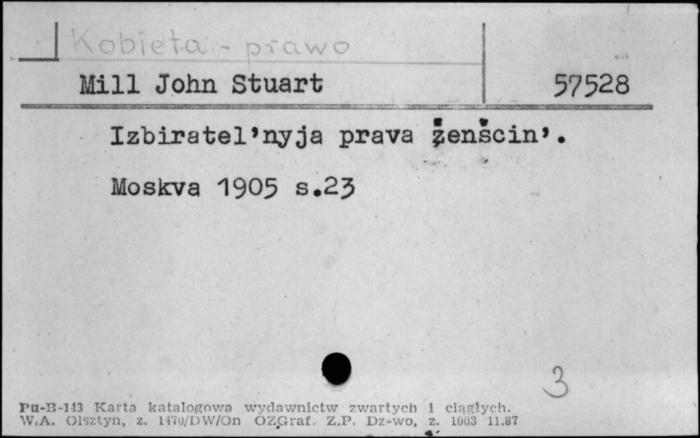 Kobieta - prawo
Mill John Stuart 57528
Izbiratel’nyja prava ženščin’.
Moskva 1905 s.23
3
Pu-B-143 Karta katalogowa wydawnictw zwartych i ciągłych.
W.A. Olsztyn, z. 1470/DW/On OZGraf. Z.P. Dz-wo, z. 1003 11.87